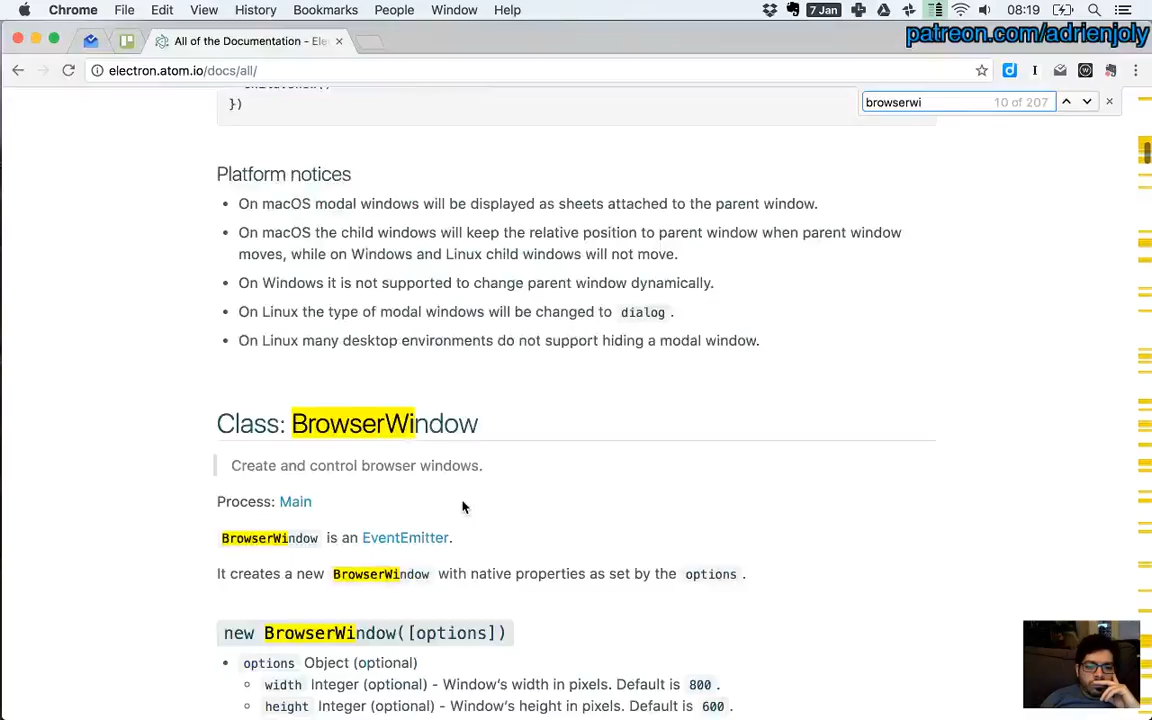 Chrome File Edit View History Bookmarks People Window Help 7 Jan 08:19
All of the Documentation - Ele
patreon.com/adrienjoly
electron.atom.io/docs/all/
browserwi 10 of 207
})
Platform notices
• On macOS modal windows will be displayed as sheets attached to the parent window.
• On macOS the child windows will keep the relative position to parent window when parent window
moves, while on Windows and Linux child windows will not move.
• On Windows it is not supported to change parent window dynamically.
• On Linux the type of modal windows will be changed to dialog .
• On Linux many desktop environments do not support hiding a modal window.
Class: BrowserWindow
Create and control browser windows.
Process: Main
BrowserWindow is an EventEmitter.
It creates a new BrowserWindow with native properties as set by the options .
new BrowserWindow([options])
• options Object (optional)
◦ width Integer (optional) - Window's width in pixels. Default is 800 .
◦ height Integer (optional) - Window's height in pixels. Default is 600 .